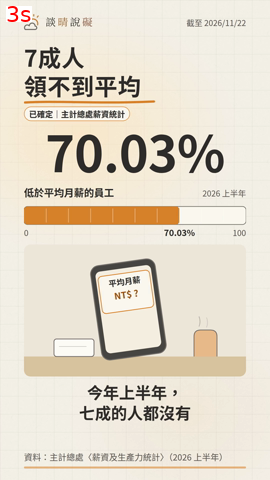 3s
談晴說礙
截至 2026/11/22
7成人
領不到平均
已確定｜主計總處薪資統計
70.03%
低於平均月薪的員工
2026 上半年
0
70.03%
100
平均月薪
NT$ ?
今年上半年，
七成的人都沒有
資料：主計總處〈薪資及生產力統計〉（2026 上半年）